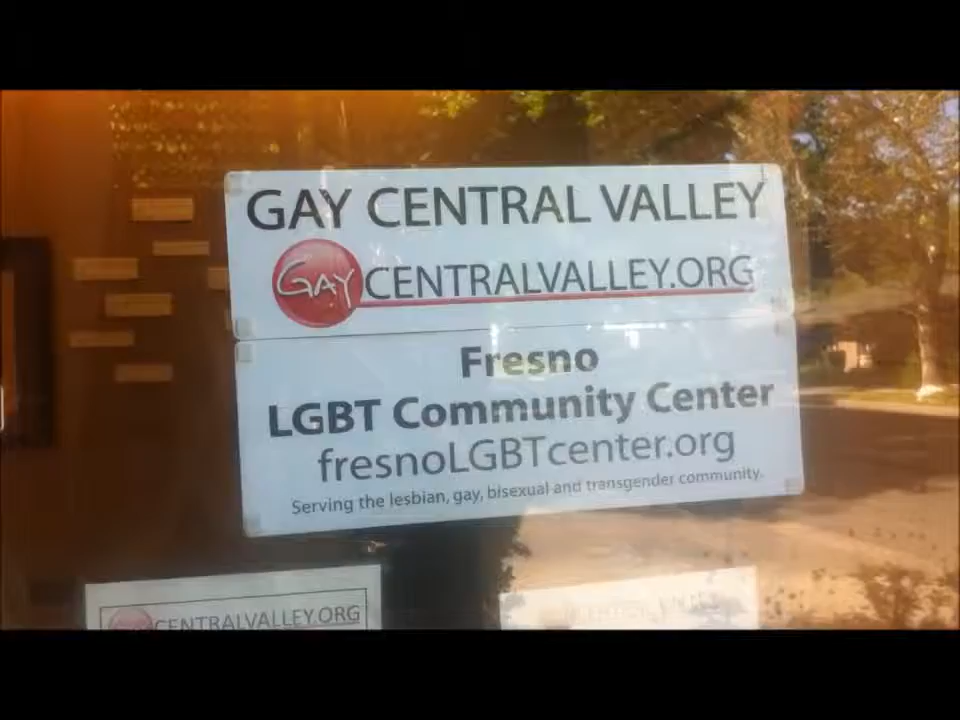 GAY CENTRAL VALLEY
GAY CENTRALVALLEY.ORG
Fresno
LGBT Community Center
fresnoLGBTcenter.org
Serving the lesbian, gay, bisexual and transgender community.
CENTRALVALLEY.ORG